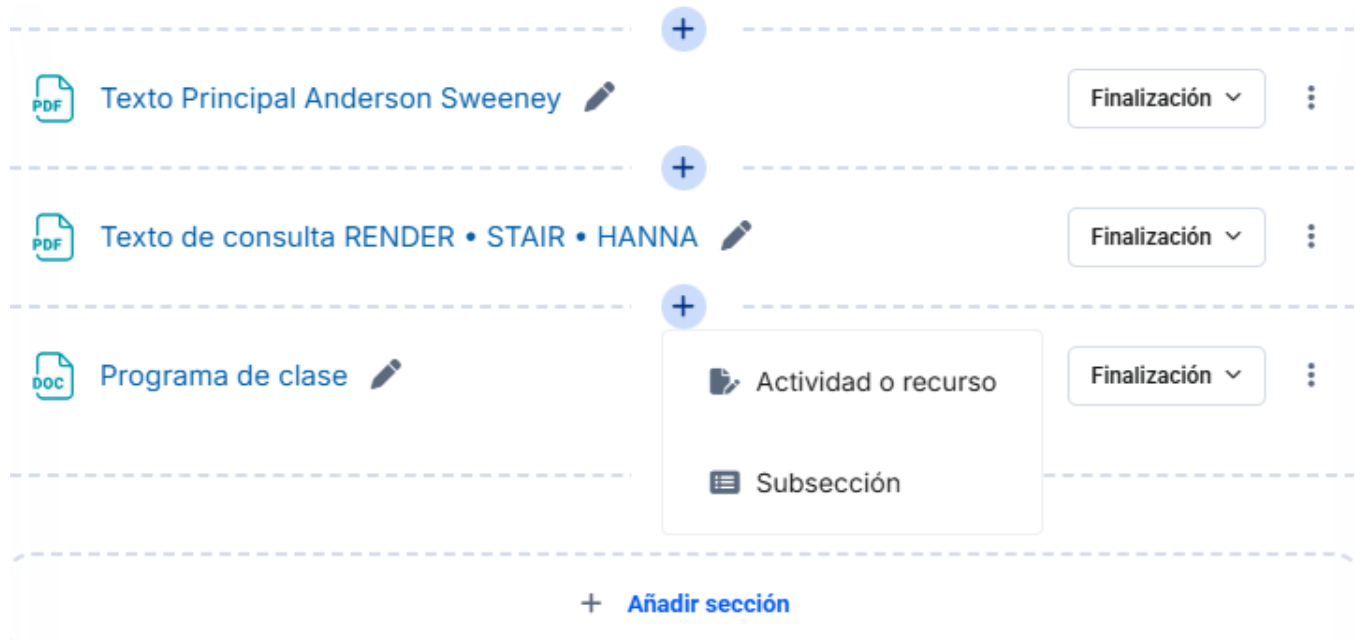 PDF Texto Principal Anderson Sweeney Finalización
PDF Texto de consulta RENDER • STAIR • HANNA Finalización
DOC Programa de clase Finalización
Actividad o recurso
Subsección
+ Añadir sección